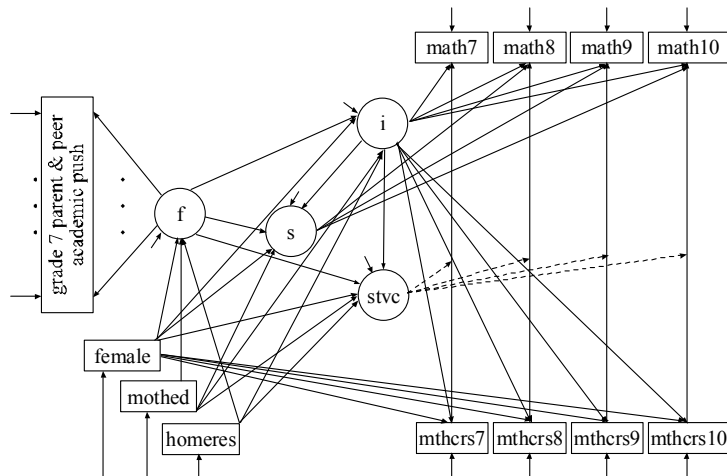 math7 math8 math9 math10
i
grade 7 parent & peer
academic push
f
s
stvc
female
mothed
homeres
mthcrs7 mthcrs8 mthcrs9 mthcrs10